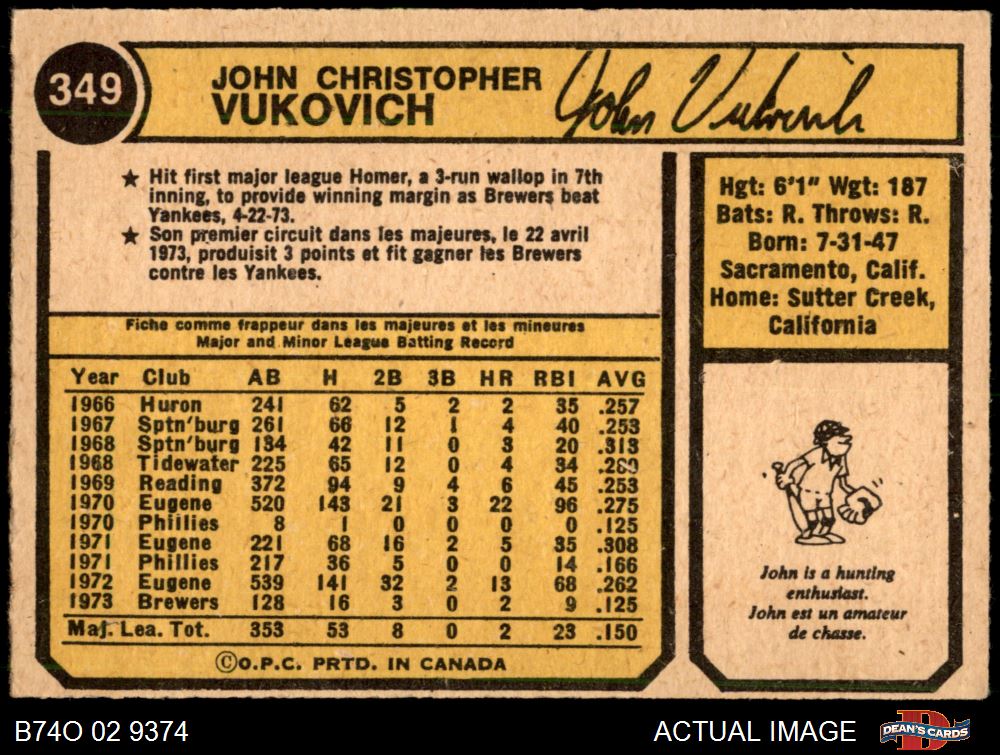 349
JOHN CHRISTOPHER
VUKOVICH
John Vukovich
★ Hit first major league Homer, a 3-run wallop in 7th
inning, to provide winning margin as Brewers beat
Yankees, 4-22-73.
★ Son premier circuit dans les majeures, le 22 avril
1973, produisit 3 points et fit gagner les Brewers
contre les Yankees.
Hgt: 6'1" Wgt: 187
Bats: R. Throws: R.
Born: 7-31-47
Sacramento, Calif.
Home: Sutter Creek,
California
Fiche comme frappeur dans les majeures et les mineures
Major and Minor League Batting Record
Year Club AB H 2B 3B HR RBI AVG
1966 Huron 241 62 5 2 2 35 .257
1967 Sptn'burg 261 66 12 1 4 40 .253
1968 Sptn'burg 134 42 11 0 3 20 .313
1968 Tidewater 225 65 12 0 4 34
1969 Reading 372 94 9 4 6 45 .253
1970 Eugene 520 143 21 3 22 96 .275
1970 Phillies 8 1 0 0 0 0 .125
1971 Eugene 221 68 16 2 5 35 .308
1971 Phillies 217 36 5 0 0 14 .166
1972 Eugene 539 141 32 2 13 68 .262
1973 Brewers 128 16 3 0 2 9 .125
Maj. Lea. Tot. 353 53 8 0 2 23 .150
©O.P.C. PRTD. IN CANADA
John is a hunting
enthusiast.
John est un amateur
de chasse.
B74O 02 9374
ACTUAL IMAGE
D
DEAN'S CARDS